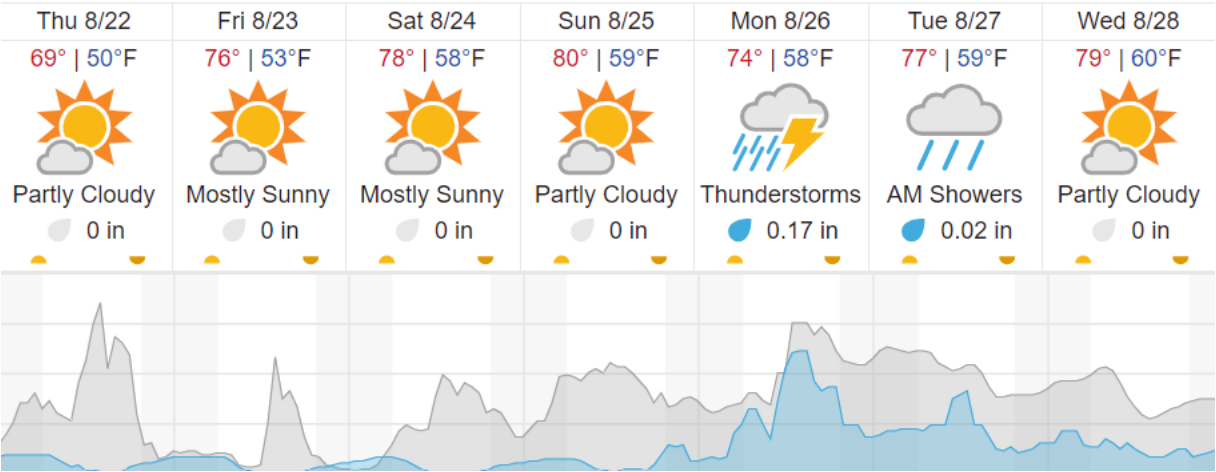 Thu 8/22 Fri 8/23 Sat 8/24 Sun 8/25 Mon 8/26 Tue 8/27 Wed 8/28
69° | 50°F 76° | 53°F 78° | 58°F 80° | 59°F 74° | 58°F 77° | 59°F 79° | 60°F
Partly Cloudy Mostly Sunny Mostly Sunny Partly Cloudy Thunderstorms AM Showers Partly Cloudy
0 in 0 in 0 in 0 in 0.17 in 0.02 in 0 in